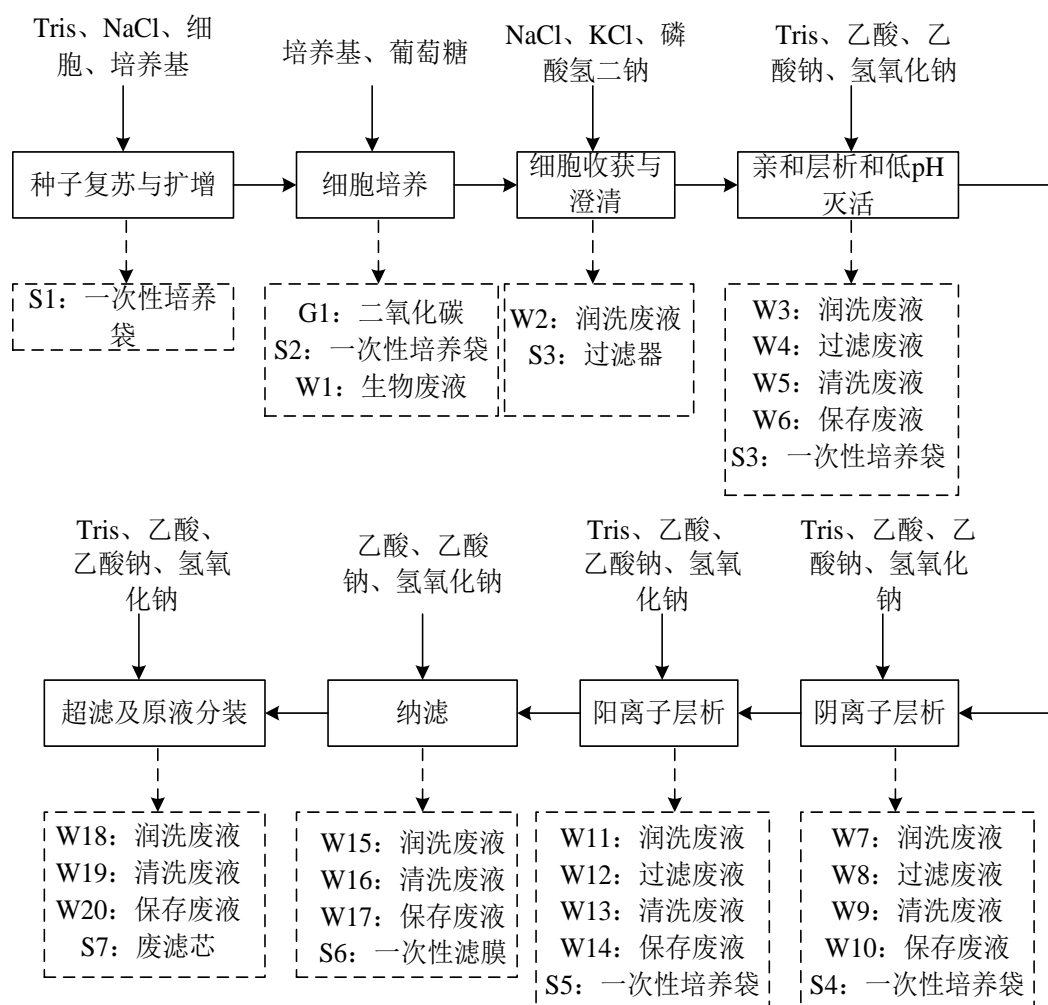 Tris、NaCl、细
胞、培养基
培养基、葡萄糖
NaCl、KCl、磷
酸氢二钠
Tris、乙酸、乙
酸钠、氢氧化钠
种子复苏与扩增
细胞培养
细胞收获与
澄清
亲和层析和低pH
灭活
S1：一次性培养
袋
G1：二氧化碳
S2：一次性培养袋
W1：生物废液
W2：润洗废液
S3：过滤器
W3：润洗废液
W4：过滤废液
W5：清洗废液
W6：保存废液
S3：一次性培养袋
Tris、乙酸、
乙酸钠、氢氧
化钠
乙酸、乙酸
钠、氢氧化钠
Tris、乙酸、
乙酸钠、氢氧
化钠
Tris、乙酸、乙
酸钠、氢氧化
钠
超滤及原液分装
纳滤
阳离子层析
阴离子层析
W18：润洗废液
W19：清洗废液
W20：保存废液
S7：废滤芯
W15：润洗废液
W16：清洗废液
W17：保存废液
S6：一次性滤膜
W11：润洗废液
W12：过滤废液
W13：清洗废液
W14：保存废液
S5：一次性培养袋
W7：润洗废液
W8：过滤废液
W9：清洗废液
W10：保存废液
S4：一次性培养袋